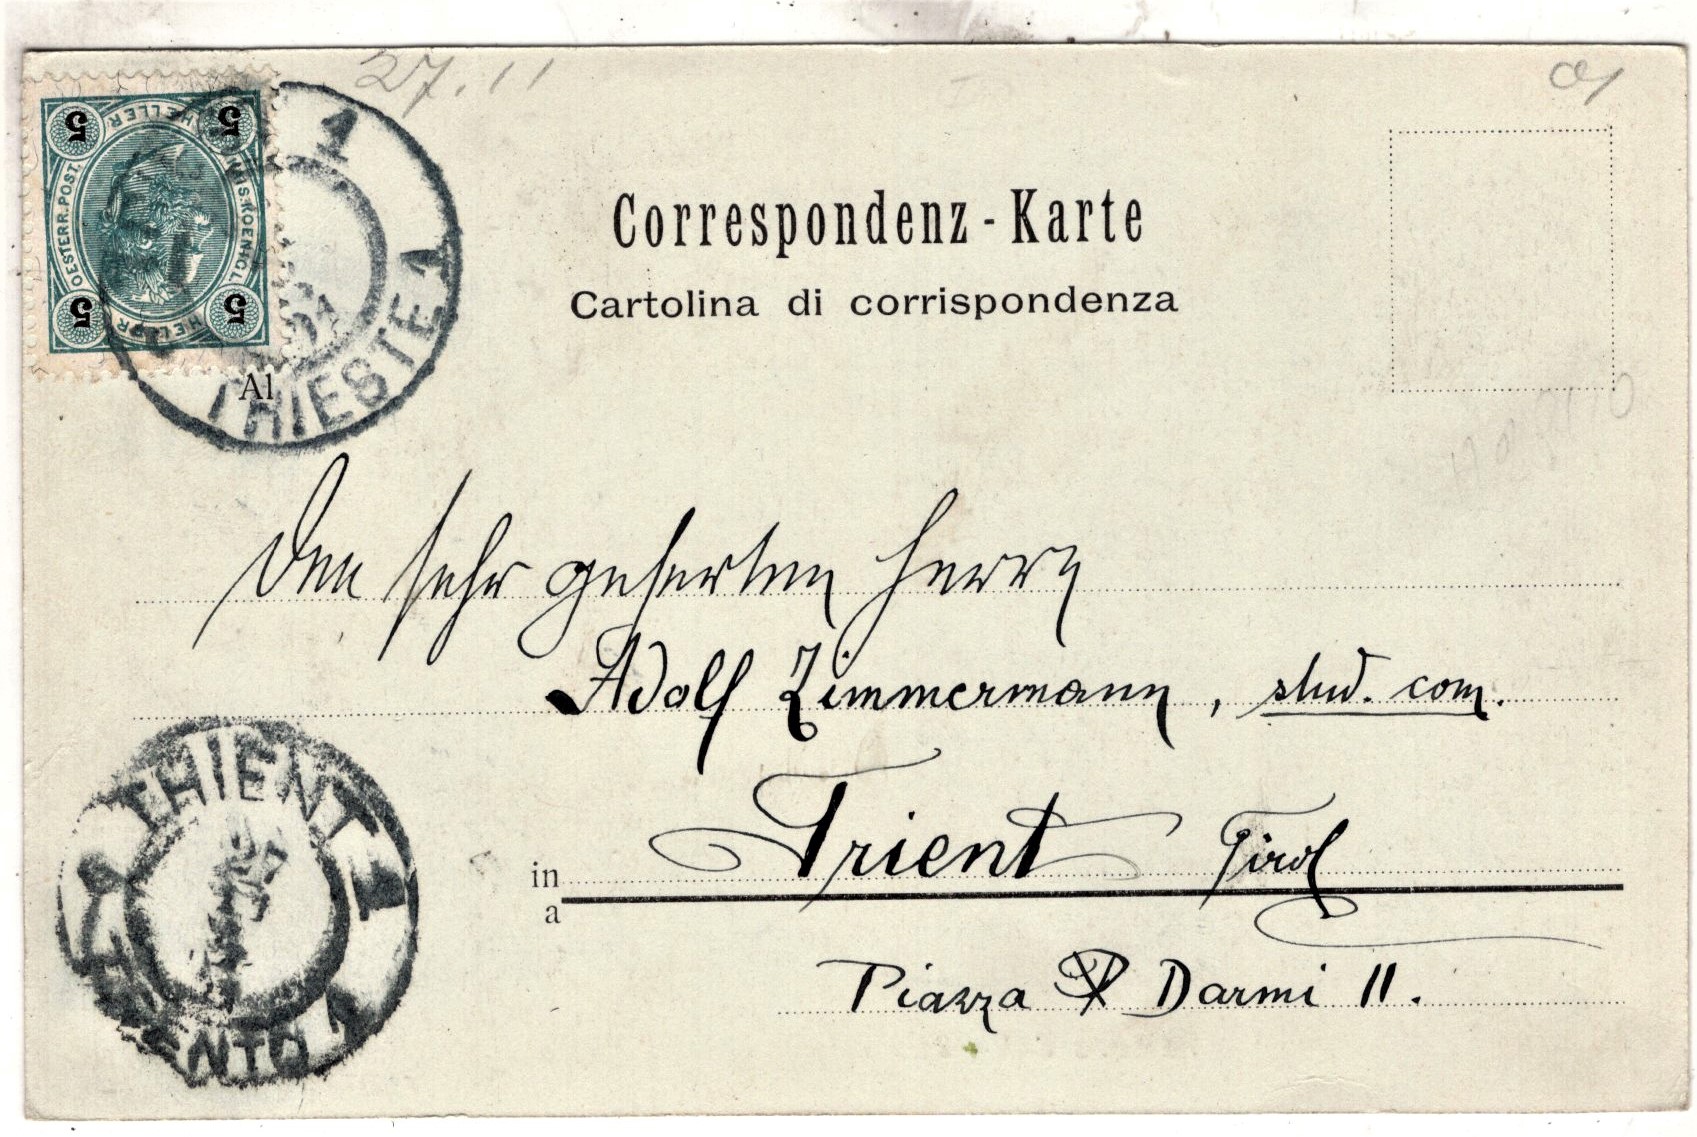 27.11
01
5 HELLER 5
OESTERR. POST.
KAIS. KOENIGL.
5 HELLER 5
TRIESTE 1
1
01
Correspondenz - Karte
Cartolina di corrispondenza
Al
Den sehr geehrten Herrn
Adolf Zimmermann, stud. com.
TRIENT 1
in Trient Tirol
a
TRENTO 1
Piazza Darmi 11.